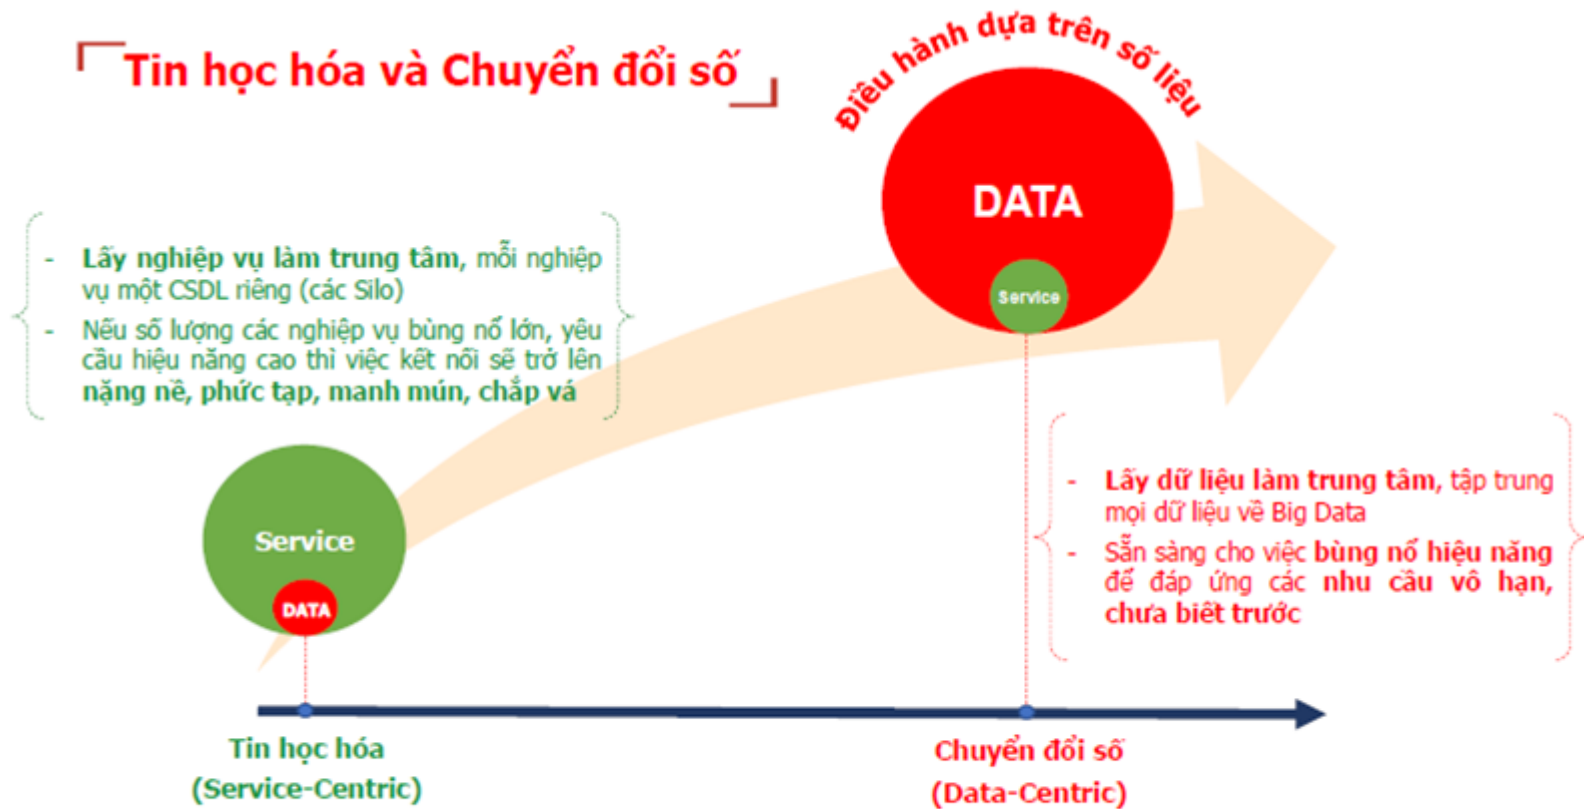 Tin học hóa và Chuyển đổi số
Điều hành dựa trên số liệu
DATA
Service
- Lấy nghiệp vụ làm trung tâm, mỗi nghiệp
vụ một CSDL riêng (các Silo)
- Nếu số lượng các nghiệp vụ bùng nổ lớn, yêu
cầu hiệu năng cao thì việc kết nối sẽ trở lên
nặng nề, phức tạp, manh mún, chắp vá
Service
DATA
- Lấy dữ liệu làm trung tâm, tập trung
mọi dữ liệu về Big Data
- Sẵn sàng cho việc bùng nổ hiệu năng
để đáp ứng các nhu cầu vô hạn,
chưa biết trước
Tin học hóa
(Service-Centric)
Chuyển đổi số
(Data-Centric)